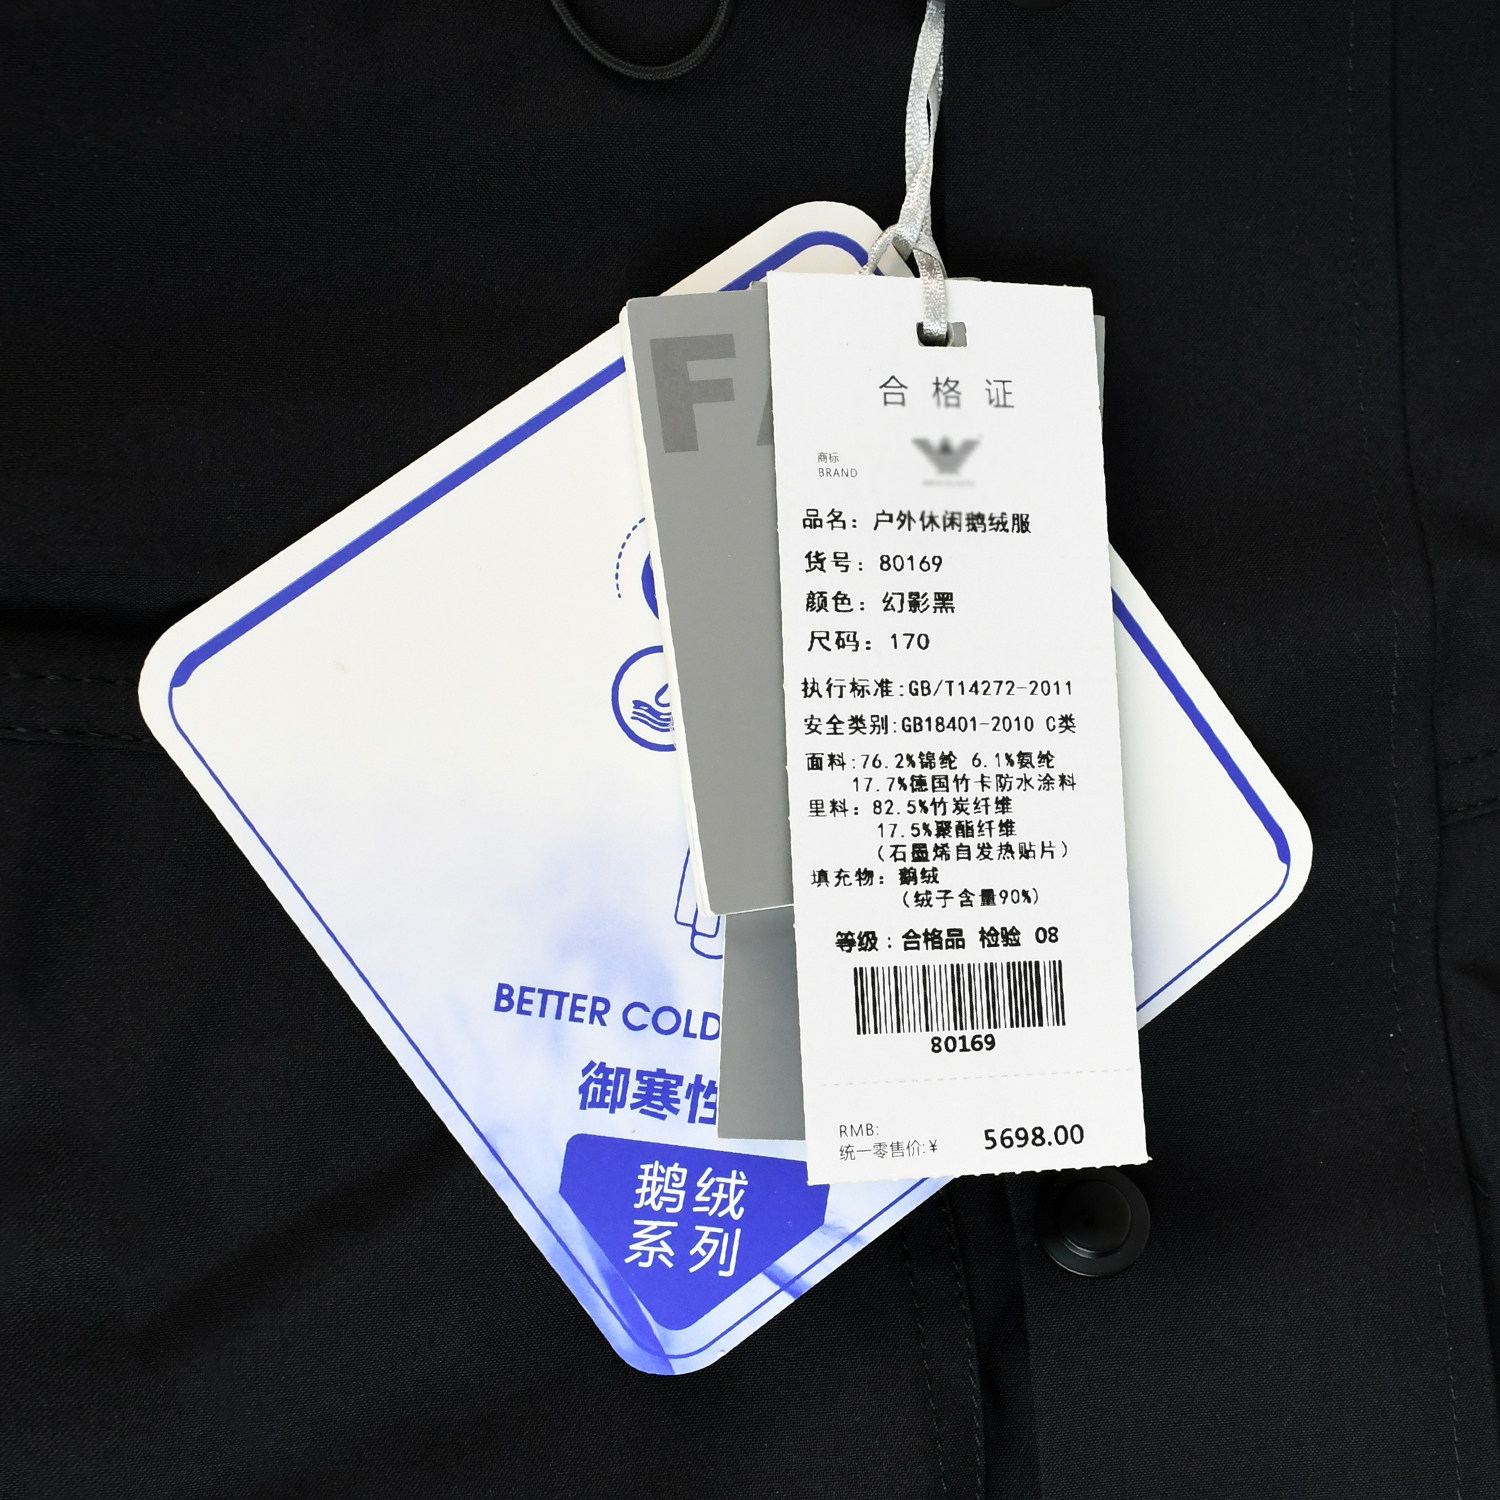 FA
合格证
商标
BRAND
品名: 户外休闲鹅绒服
货号: 80169
颜色: 幻影黑
尺码: 170
执行标准:GB/T14272-2011
安全类别:GB18401-2010 C类
面料:76.2%锦纶 6.1%氨纶
17.7%德国竹卡防水涂料
里料: 82.5%竹炭纤维
17.5%聚酯纤维
(石墨烯自发热贴片)
填充物: 鹅绒
(绒子含量90%)
等级:合格品 检验 08
80169
RMB:
统一零售价:¥ 5698.00
BETTER COLD
御寒性
鹅绒
系列